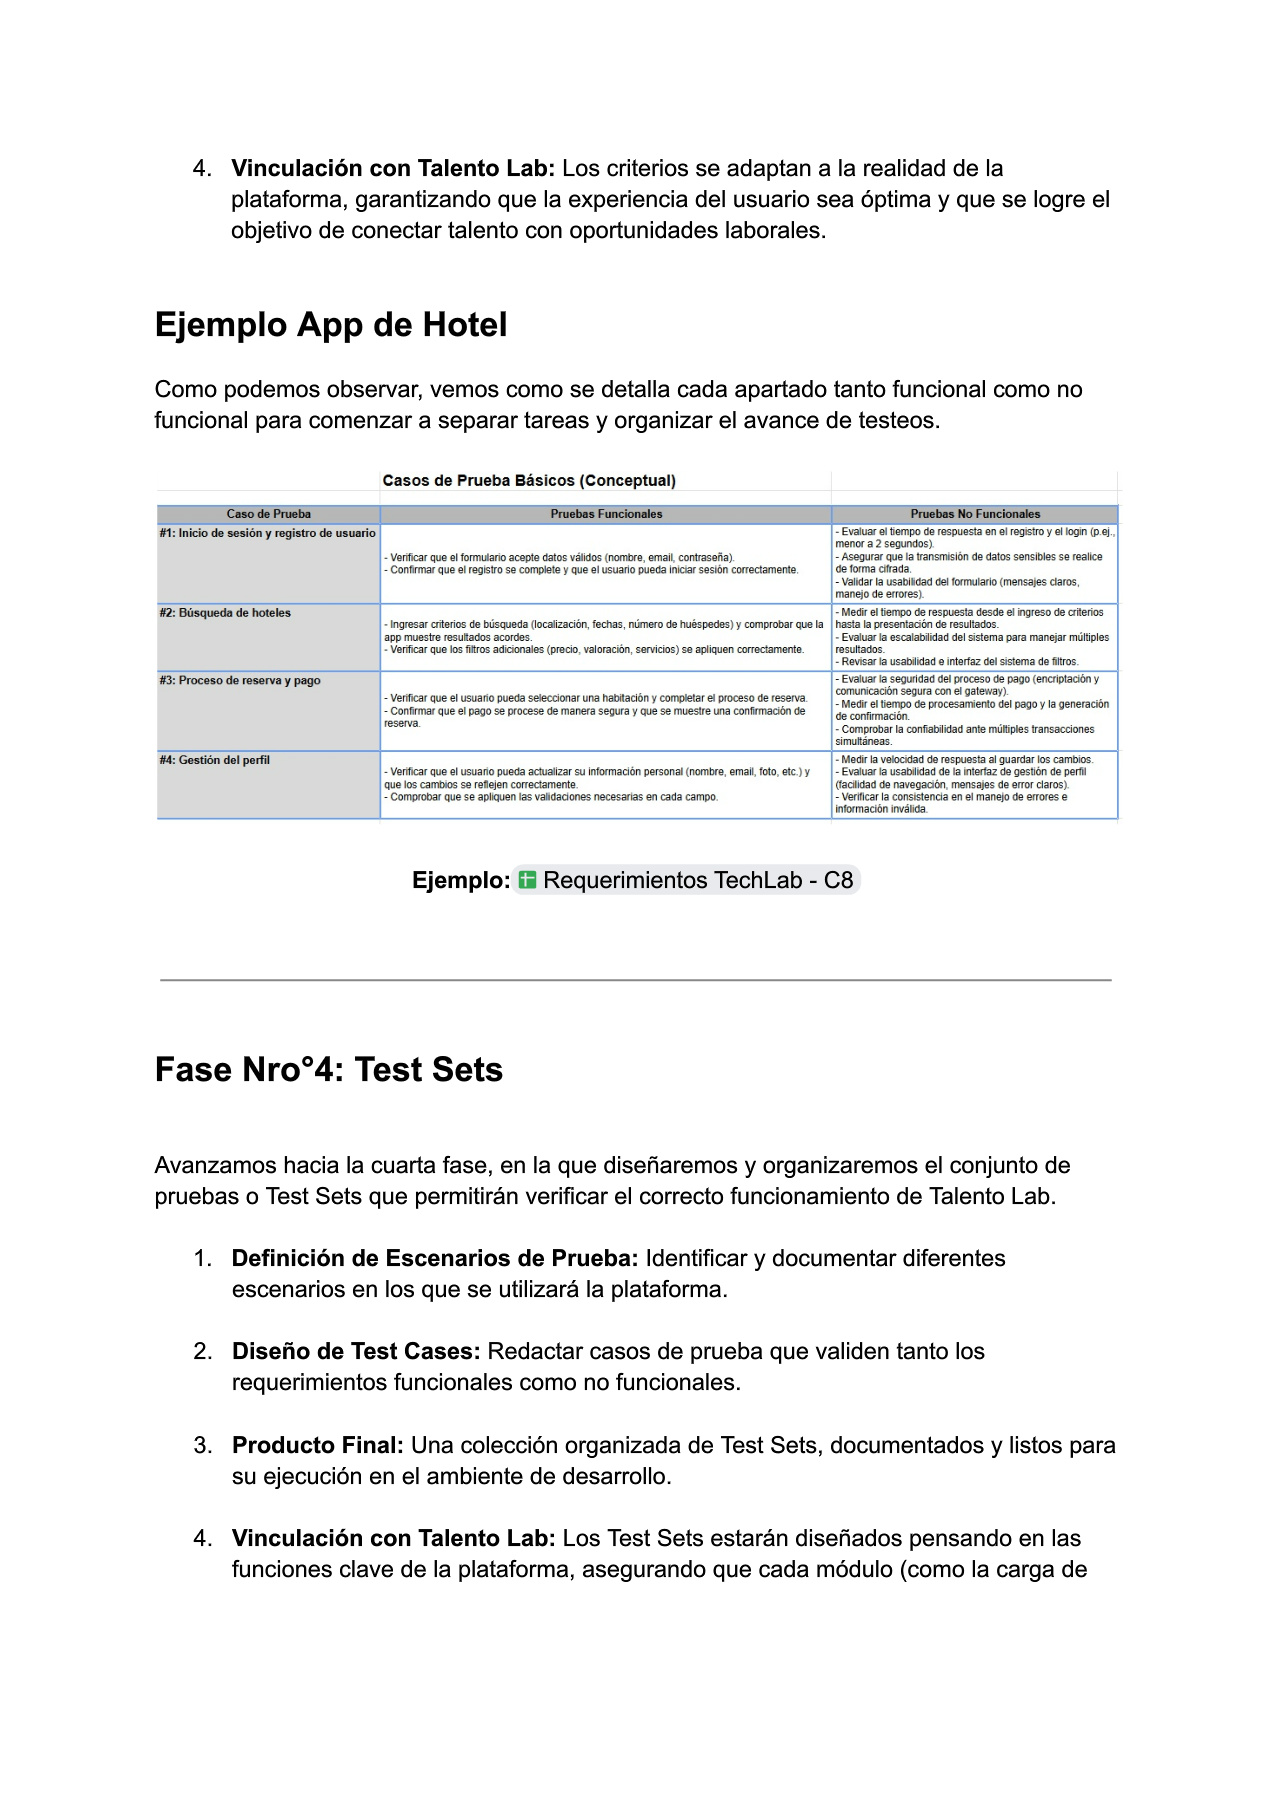 4. Vinculación con Talento Lab: Los criterios se adaptan a la realidad de la
plataforma, garantizando que la experiencia del usuario sea óptima y que se logre el
objetivo de conectar talento con oportunidades laborales.
Ejemplo App de Hotel
Como podemos observar, vemos como se detalla cada apartado tanto funcional como no
funcional para comenzar a separar tareas y organizar el avance de testeos.
Casos de Prueba Básicos (Conceptual)
Caso de Prueba
Pruebas Funcionales
Pruebas No Funcionales
#1: Inicio de sesión y registro de usuario
- Verificar que el formulario acepte datos válidos (nombre, email, contraseña).
- Confirmar que el registro se complete y que el usuario pueda iniciar sesión correctamente.
- Evaluar el tiempo de respuesta en el registro y el login (p.ej.,
menor a 2 segundos).
- Asegurar que la transmisión de datos sensibles se realice
de forma cifrada.
- Validar la usabilidad del formulario (mensajes claros,
manejo de errores).
#2: Búsqueda de hoteles
- Ingresar criterios de búsqueda (localización, fechas, número de huéspedes) y comprobar que la
app muestre resultados acordes.
- Verificar que los filtros adicionales (precio, valoración, servicios) se apliquen correctamente.
- Medir el tiempo de respuesta desde el ingreso de criterios
hasta la presentación de resultados.
- Evaluar la escalabilidad del sistema para manejar múltiples
resultados.
- Revisar la usabilidad e interfaz del sistema de filtros.
#3: Proceso de reserva y pago
- Verificar que el usuario pueda seleccionar una habitación y completar el proceso de reserva.
- Confirmar que el pago se procese de manera segura y que se muestre una confirmación de
reserva.
- Evaluar la seguridad del proceso de pago (encriptación y
comunicación segura con el gateway).
- Medir el tiempo de procesamiento del pago y la generación
de confirmación.
- Comprobar la confiabilidad ante múltiples transacciones
simultáneas.
#4: Gestión del perfil
- Verificar que el usuario pueda actualizar su información personal (nombre, email, foto, etc.) y
que los cambios se reflejen correctamente.
- Comprobar que se apliquen las validaciones necesarias en cada campo.
- Medir la velocidad de respuesta al guardar los cambios.
- Evaluar la usabilidad de la interfaz de gestión de perfil
(facilidad de navegación, mensajes de error claros).
- Verificar la consistencia en el manejo de errores e
información inválida.
Ejemplo: Requerimientos TechLab - C8
Fase Nro°4: Test Sets
Avanzamos hacia la cuarta fase, en la que diseñaremos y organizaremos el conjunto de
pruebas o Test Sets que permitirán verificar el correcto funcionamiento de Talento Lab.
1. Definición de Escenarios de Prueba: Identificar y documentar diferentes
escenarios en los que se utilizará la plataforma.
2. Diseño de Test Cases: Redactar casos de prueba que validen tanto los
requerimientos funcionales como no funcionales.
3. Producto Final: Una colección organizada de Test Sets, documentados y listos para
su ejecución en el ambiente de desarrollo.
4. Vinculación con Talento Lab: Los Test Sets estarán diseñados pensando en las
funciones clave de la plataforma, asegurando que cada módulo (como la carga de